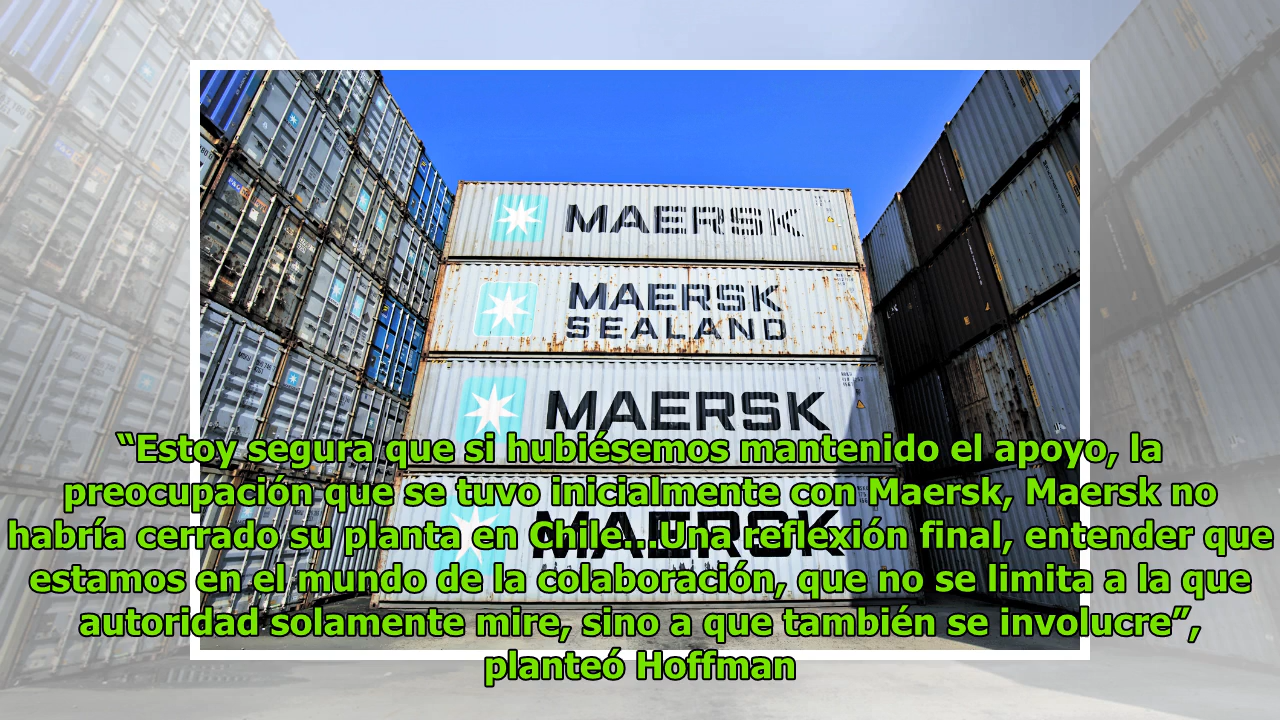 MAERSK
MAERSK
SEALAND
MAERSK
MAERSK
“Estoy segura que si hubiésemos mantenido el apoyo, la
preocupación que se tuvo inicialmente con Maersk, Maersk no
habría cerrado su planta en Chile...Una reflexión final, entender que
estamos en el mundo de la colaboración, que no se limita a la que
autoridad solamente mire, sino a que también se involucre”,
planteó Hoffman